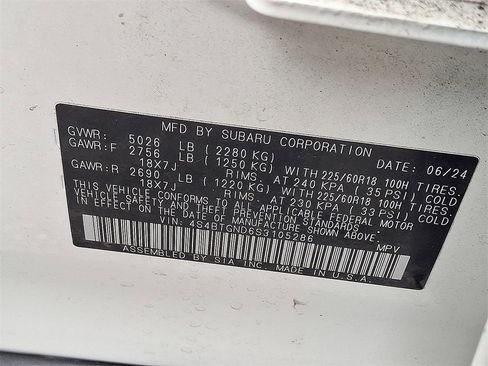 MFD BY SUBARU CORPORATION DATE: 06/24
GVWR: 5026 LB (2280 KG)
GAWR:F 2756 LB (1250 KG) WITH 225/60R18 100H TIRES.
18X7J RIMS AT 240 KPA (35 PSI) COLD.
GAWR:R 2690 LB (1220 KG) WITH 225/60R18 100H TIRES.
18X7J RIMS AT 230 KPA (33 PSI) COLD.
THIS VEHICLE CONFORMS TO ALL APPLICABLE FEDERAL MOTOR
VEHICLE SAFETY AND THEFT PREVENTION STANDARDS
IN EFFECT ON THE DATE OF MANUFACTURE SHOWN ABOVE.
VIN: 4S4BTGND6S3105286 MPV
ASSEMBLED BY SIA INC. MADE IN U.S.A.